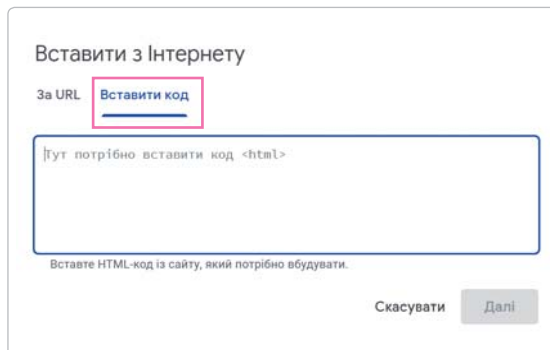 Вставити з Інтернету
За URL Вставити код
Тут потрібно вставити код <html>
Вставте HTML-код із сайту, який потрібно вбудувати.
Скасувати Далі